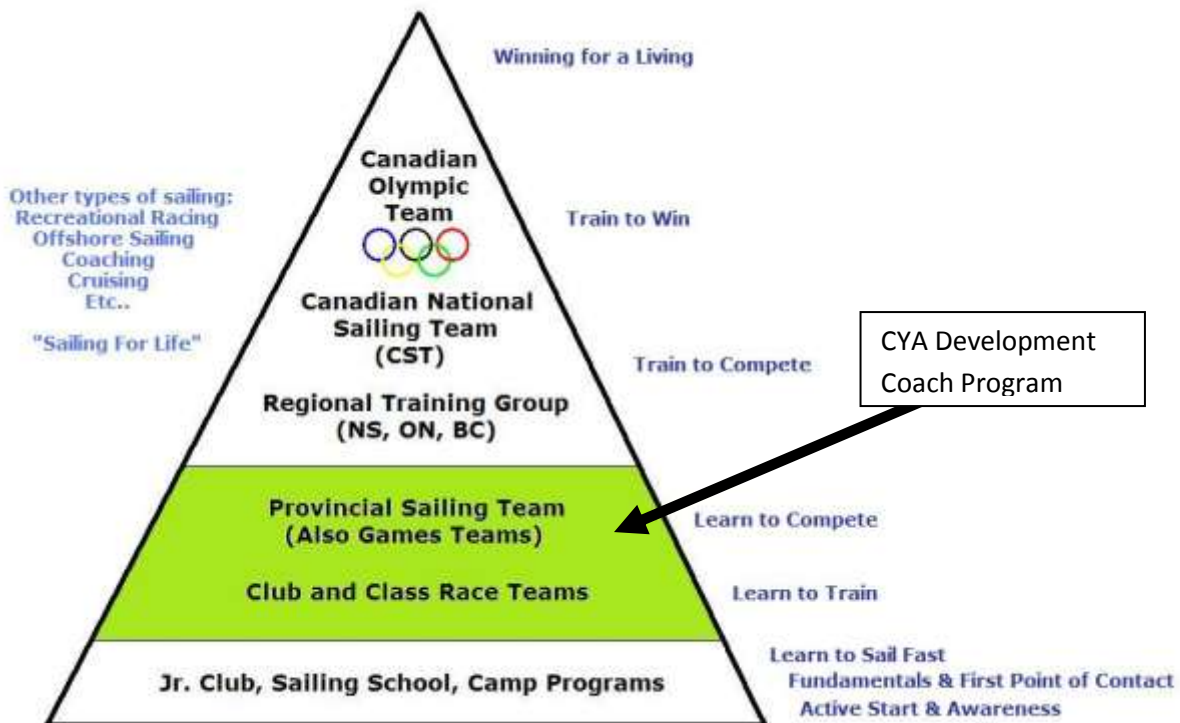 Winning for a Living
Canadian
Olympic
Team
Train to Win
Other types of sailing:
Recreational Racing
Offshore Sailing
Coaching
Cruising
Etc..
"Sailing For Life"
Canadian National
Sailing Team
(CST)
Train to Compete
CYA Development
Coach Program
Regional Training Group
(NS, ON, BC)
Provincial Sailing Team
(Also Games Teams)
Learn to Compete
Club and Class Race Teams
Learn to Train
Jr. Club, Sailing School, Camp Programs
Learn to Sail Fast
Fundamentals & First Point of Contact
Active Start & Awareness